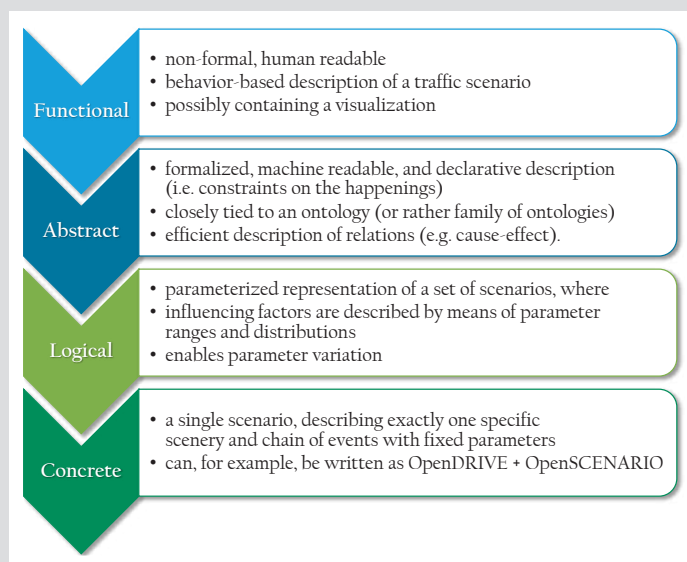 Functional
• non-formal, human readable
• behavior-based description of a traffic scenario
• possibly containing a visualization
Abstract
• formalized, machine readable, and declarative description
(i.e. constraints on the happenings)
• closely tied to an ontology (or rather family of ontologies)
• efficient description of relations (e.g. cause-effect).
Logical
• parameterized representation of a set of scenarios, where
• influencing factors are described by means of parameter
ranges and distributions
• enables parameter variation
Concrete
• a single scenario, describing exactly one specific
scenery and chain of events with fixed parameters
• can, for example, be written as OpenDRIVE + OpenSCENARIO